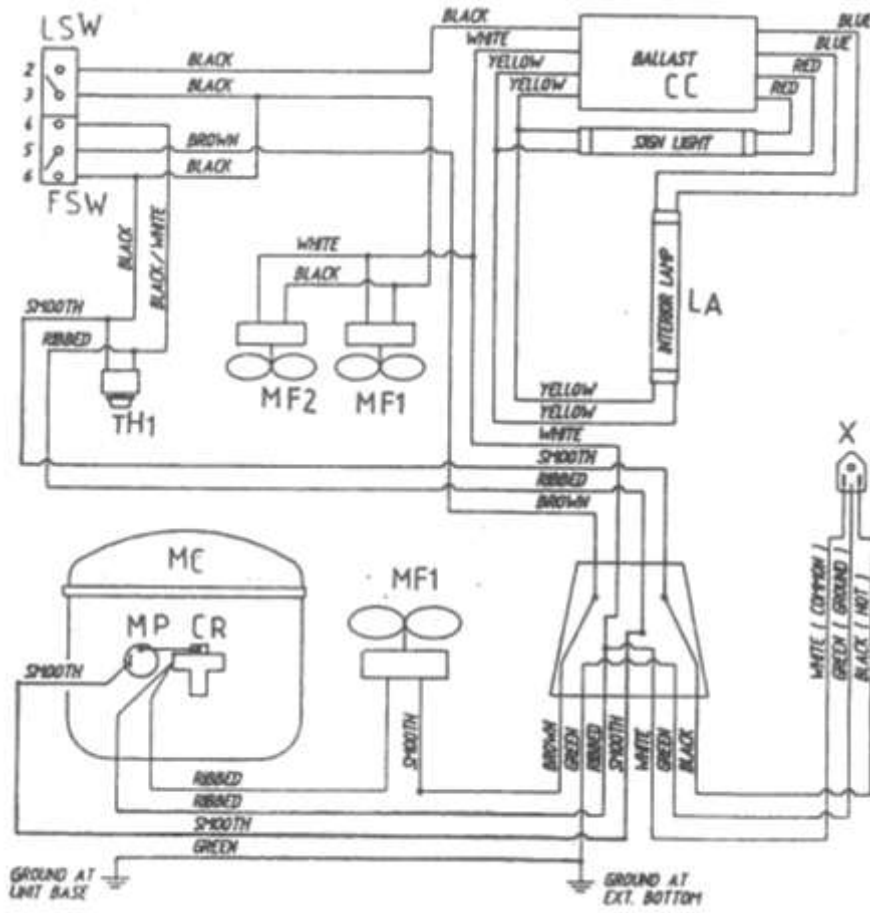 LSW
2
3
4
5
6
FSW
BLACK
BLACK
BROWN
BLACK
BLACK
BLACK/WHITE
BLACK
WHITE
YELLOW
YELLOW
BALLAST
CC
BLUE
BLUE
RED
RED
SIGN LIGHT
WHITE
BLACK
INTERIOR LAMP
LA
SMOOTH
RIBBED
TH1
MF2
MF1
YELLOW
YELLOW
WHITE
SMOOTH
RIBBED
BROWN
X
WHITE ( COMMON )
GREEN ( GROUND )
BLACK ( HOT )
MC
MP
CR
MF1
SMOOTH
SMOOTH
BROWN
GREEN
RIBBED
SMOOTH
WHITE
GREEN
BLACK
RIBBED
RIBBED
SMOOTH
GREEN
GROUND AT
UNIT BASE
GROUND AT
EXT. BOTTOM